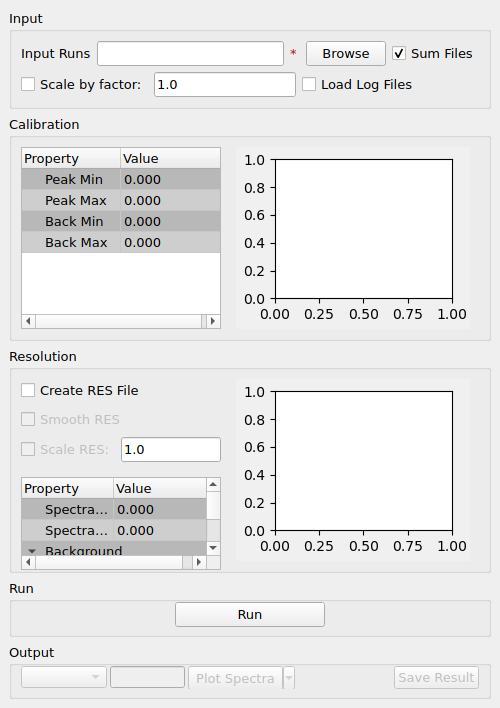 Input
Input Runs * Browse Sum Files
Scale by factor: 1.0 Load Log Files
Calibration
Property Value
Peak Min 0.000
Peak Max 0.000
Back Min 0.000
Back Max 0.000
1.0
0.8
0.6
0.4
0.2
0.0
0.00 0.25 0.50 0.75 1.00
Resolution
Create RES File
Smooth RES
Scale RES: 1.0
Property Value
Spectra... 0.000
Spectra... 0.000
Background
1.0
0.8
0.6
0.4
0.2
0.0
0.00 0.25 0.50 0.75 1.00
Run
Run
Output
Plot Spectra Save Result